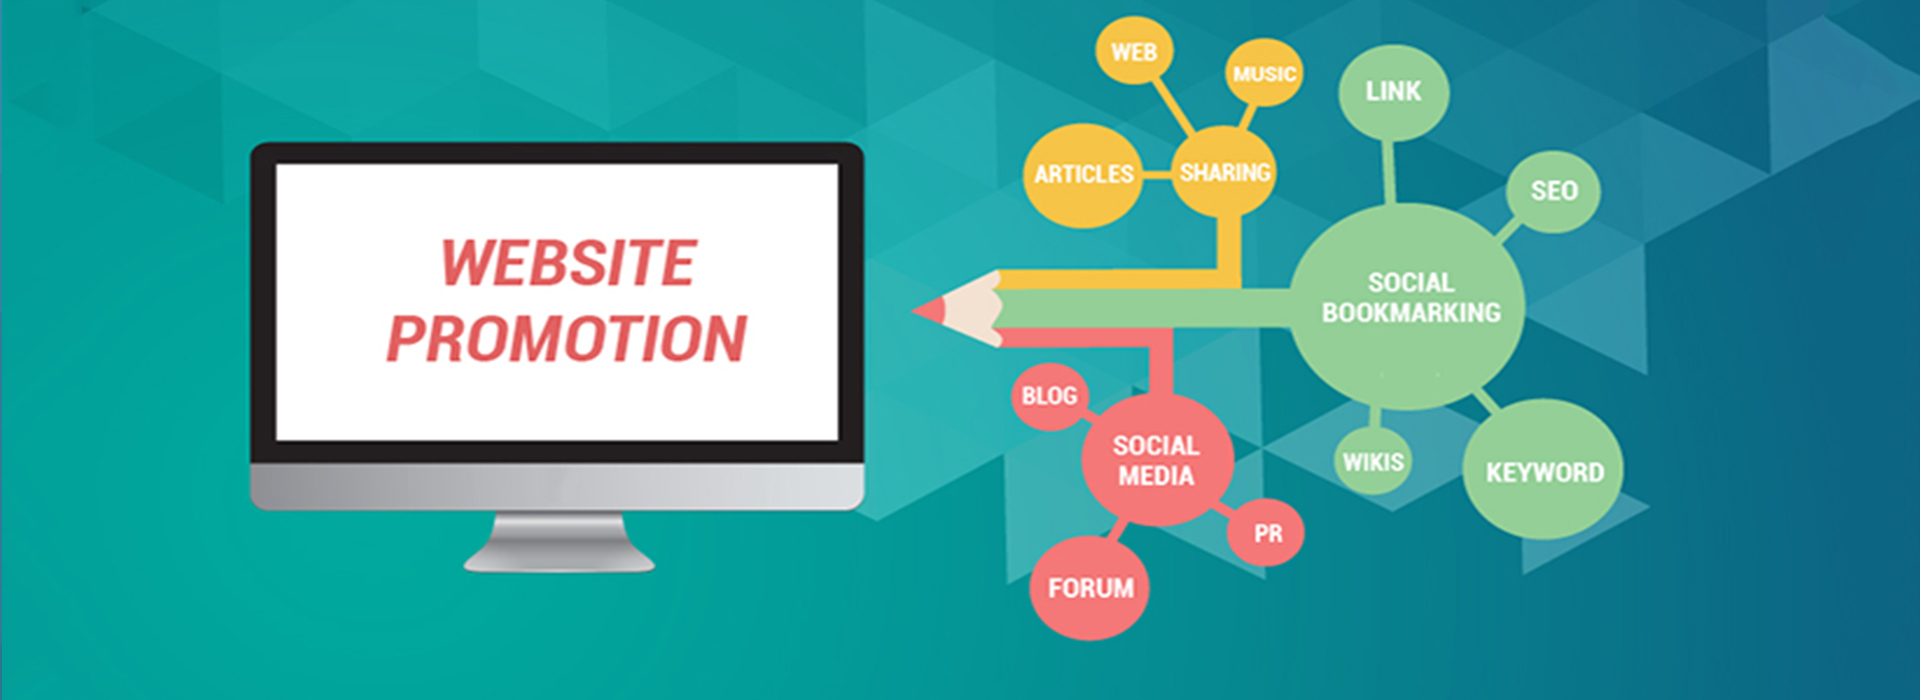 WEBSITE
PROMOTION
WEB
MUSIC
ARTICLES
SHARING
LINK
SEO
SOCIAL
BOOKMARKING
WIKIS
KEYWORD
BLOG
SOCIAL
MEDIA
PR
FORUM